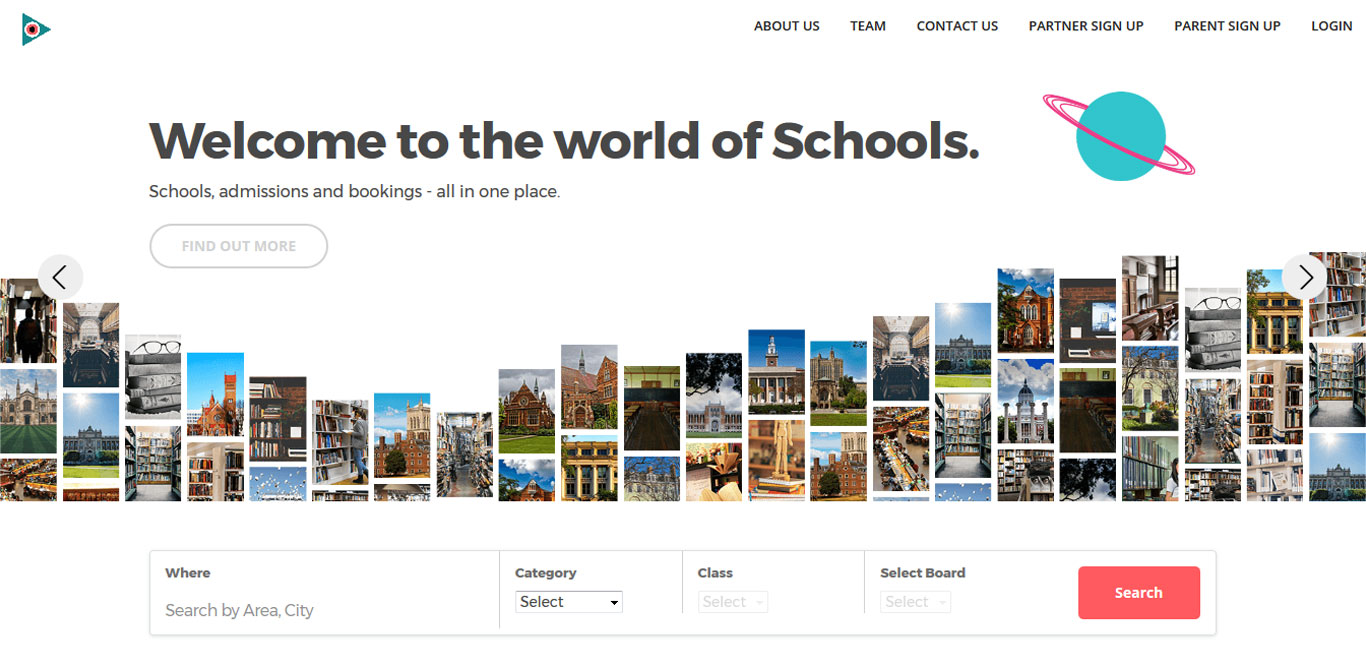 ABOUT US TEAM CONTACT US PARTNER SIGN UP PARENT SIGN UP LOGIN
Welcome to the world of Schools.
Schools, admissions and bookings - all in one place.
FIND OUT MORE
Where Category Class Select Board
Search by Area, City Select Select Select Search